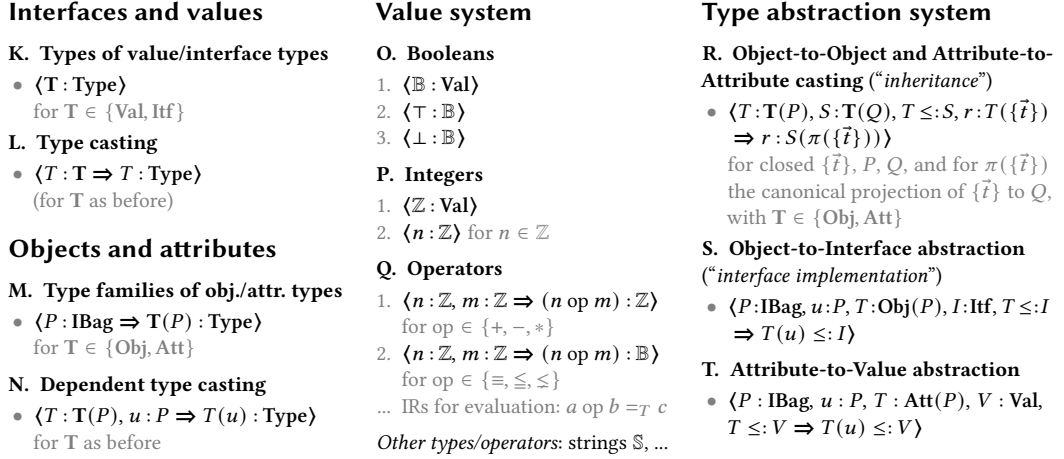 Interfaces and values
K. Types of value/interface types
• ⟨T : Type⟩
for T ∈ {Val, Itf}
L. Type casting
• ⟨T : T ⇒ T : Type⟩
(for T as before)
Objects and attributes
M. Type families of obj./attr. types
• ⟨P : IBag ⇒ T(P) : Type⟩
for T ∈ {Obj, Att}
N. Dependent type casting
• ⟨T : T(P), u : P ⇒ T(u) : Type⟩
for T as before
Value system
O. Booleans
1. ⟨𝔹 : Val⟩
2. ⟨⊤ : 𝔹⟩
3. ⟨⊥ : 𝔹⟩
P. Integers
1. ⟨ℤ : Val⟩
2. ⟨n : ℤ⟩ for n ∈ ℤ
Q. Operators
1. ⟨n : ℤ, m : ℤ ⇒ (n op m) : ℤ⟩
for op ∈ {+, −, ∗}
2. ⟨n : ℤ, m : ℤ ⇒ (n op m) : 𝔹⟩
for op ∈ {≡, ≦, ≨}
... IRs for evaluation: a op b =T c
Other types/operators: strings 𝕊, ...
Type abstraction system
R. Object-to-Object and Attribute-to-
Attribute casting (“inheritance”)
• ⟨T : T(P), S : T(Q), T ≤: S, r : T({t⃗})
⇒ r : S(π({t⃗}))⟩
for closed {t⃗}, P, Q, and for π({t⃗})
the canonical projection of {t⃗} to Q,
with T ∈ {Obj, Att}
S. Object-to-Interface abstraction
(“interface implementation”)
• ⟨P:IBag, u:P, T:Obj(P), I:Itf, T ≤:I
⇒ T(u) ≤: I⟩
T. Attribute-to-Value abstraction
• ⟨P : IBag, u : P, T : Att(P), V : Val,
T ≤: V ⇒ T(u) ≤: V⟩